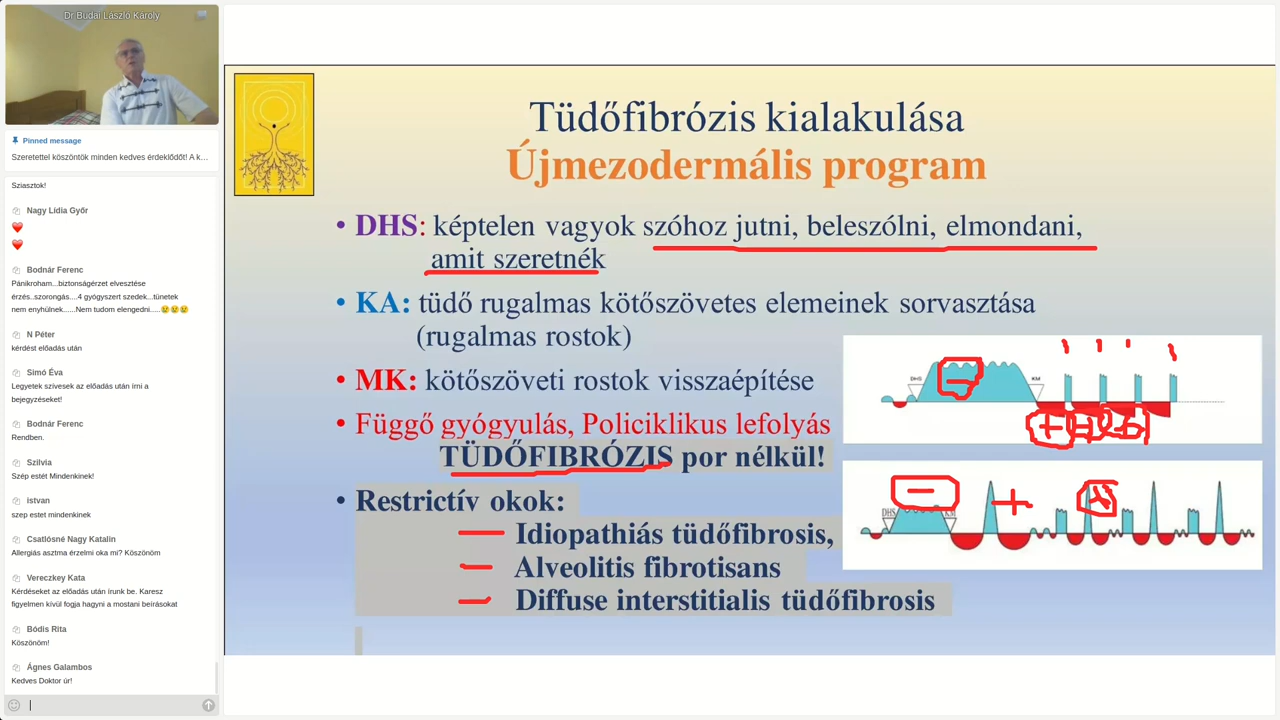 Dr Budai László Károly
Pinned message
Szeretettel köszöntök minden kedves érdeklődőt! A k…
Sziasztok!
Nagy Lídia Győr
Bodnár Ferenc
Pánikroham...biztonságérzet elvesztése
érzés..szorongás....4 gyógyszert szedek...tünetek
nem enyhülnek......Nem tudom elengedni.....
N Péter
kérdést előadás után
Simó Éva
Legyetek szívesek az előadás után írni a
bejegyzéseket!
Bodnár Ferenc
Rendben.
Szilvia
Szép estét Mindenkinek!
istvan
szep estet mindenkinek
Csatlósné Nagy Katalin
Allergiás asztma érzelmi oka mi? Köszönöm
Vereczkey Kata
Kérdéseket az előadás után írunk be. Karesz
figyelmen kívül fogja hagyni a mostani beírásokat
Bódis Rita
Köszönöm!
Ágnes Galambos
Kedves Doktor úr!
Tüdőfibrózis kialakulása
Újmezodermális program
• DHS: képtelen vagyok szóhoz jutni, beleszólni, elmondani,
amit szeretnék
• KA: tüdő rugalmas kötőszövetes elemeinek sorvasztása
(rugalmas rostok)
• MK: kötőszöveti rostok visszaépítése
• Függő gyógyulás, Policiklikus lefolyás
TÜDŐFIBRÓZIS por nélkül!
• Restrictív okok:
Idiopathiás tüdőfibrosis,
Alveolitis fibrotisans
Diffuse interstitialis tüdőfibrosis
DHS KM
DHS KM